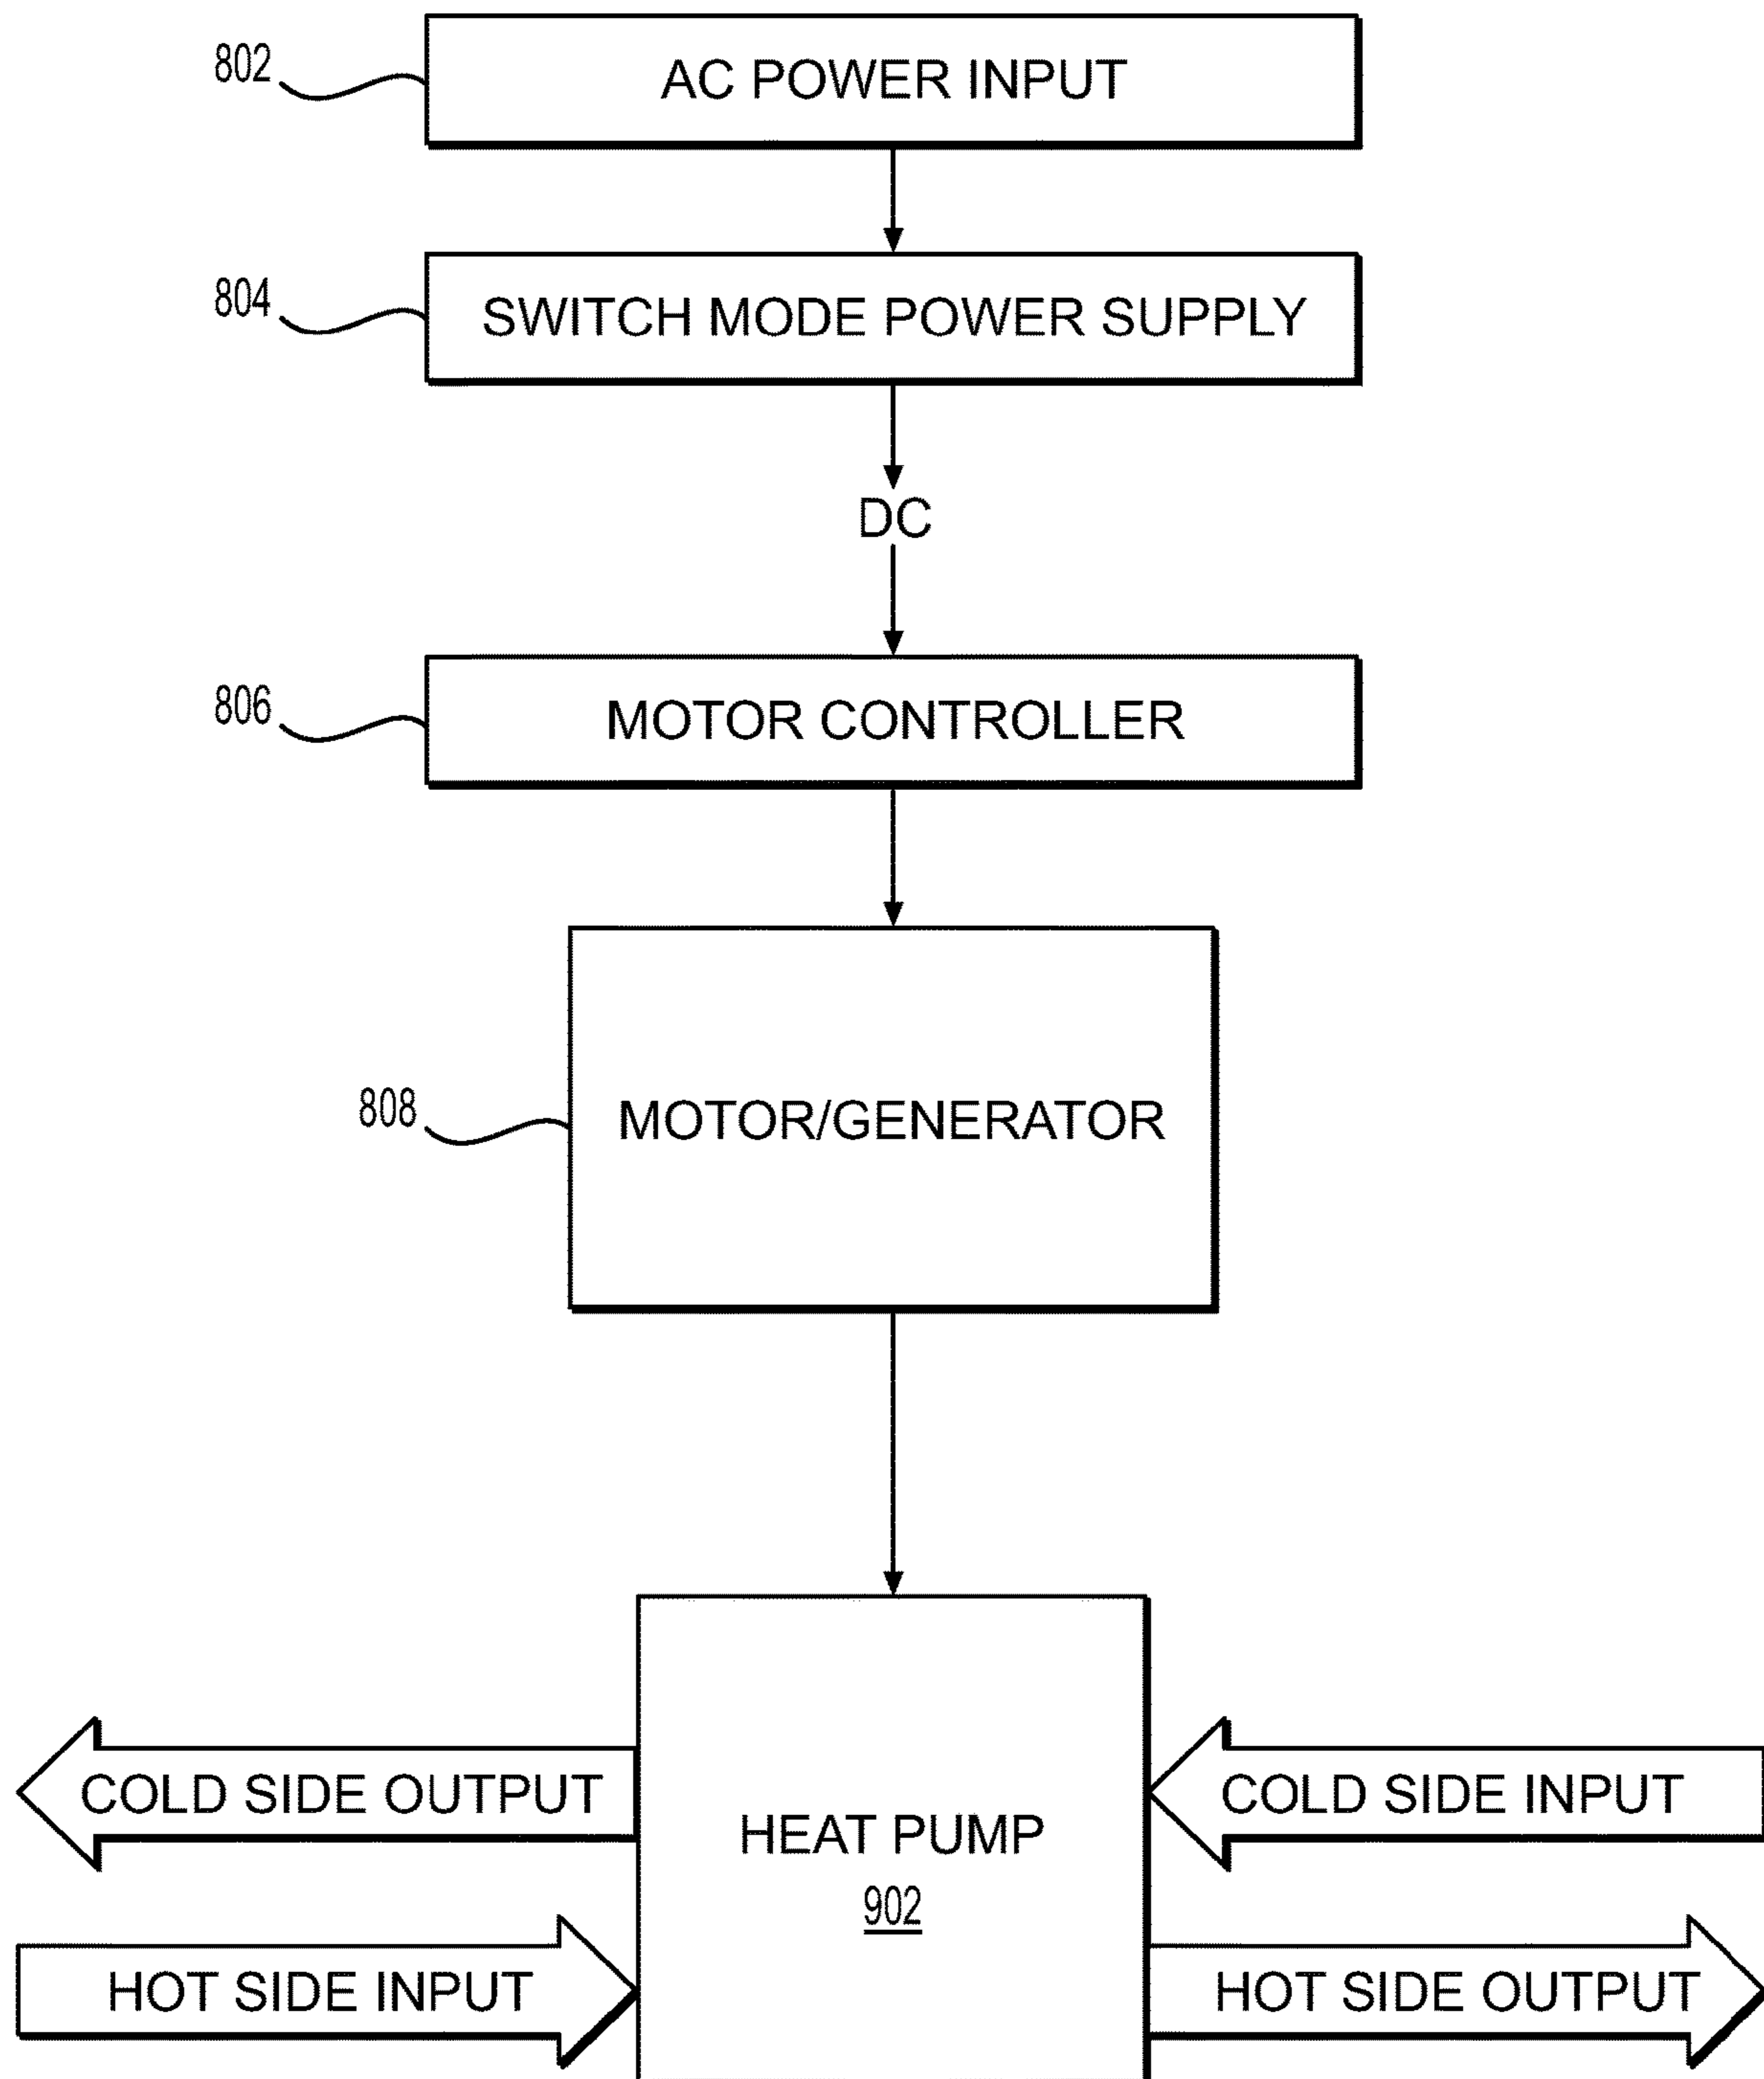 802
AC POWER INPUT
804
SWITCH MODE POWER SUPPLY
DC
806
MOTOR CONTROLLER
808
MOTOR/GENERATOR
COLD SIDE OUTPUT
COLD SIDE INPUT
HEAT PUMP
902
HOT SIDE INPUT
HOT SIDE OUTPUT